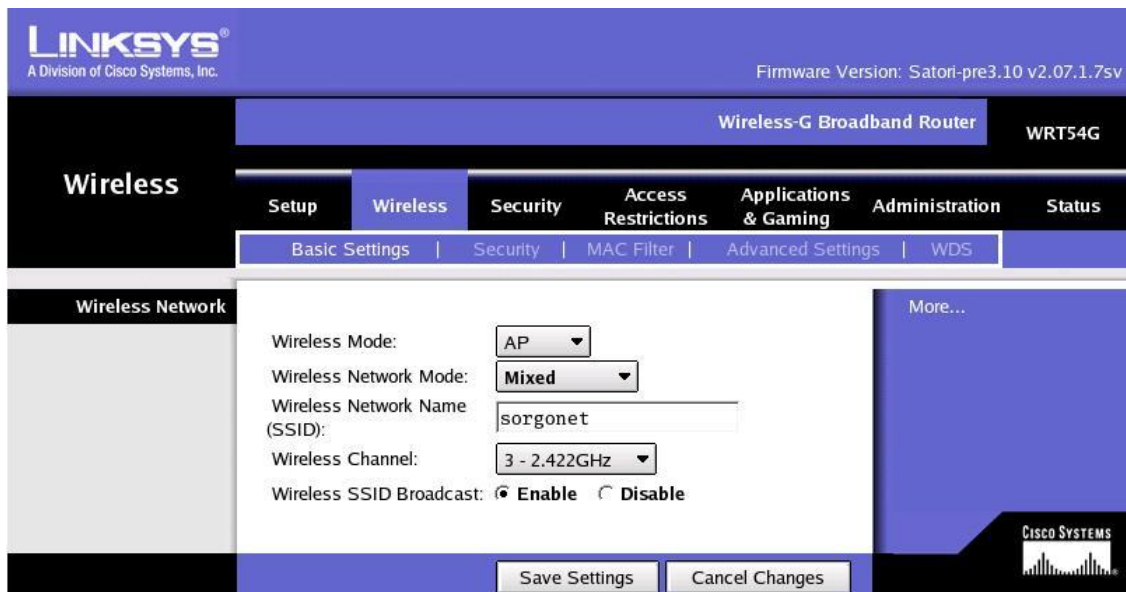 LINKSYS®
A Division of Cisco Systems, Inc.
Firmware Version: Satori-pre3.10 v2.07.1.7sv
Wireless-G Broadband Router
WRT54G
Wireless
Setup
Wireless
Security
Access
Restrictions
Applications
& Gaming
Administration
Status
Basic Settings | Security | MAC Filter | Advanced Settings | WDS
Wireless Network
More...
Wireless Mode: AP
Wireless Network Mode: Mixed
Wireless Network Name
(SSID):
sorgonet
Wireless Channel: 3 - 2.422GHz
Wireless SSID Broadcast: Enable Disable
CISCO SYSTEMS
Save Settings Cancel Changes